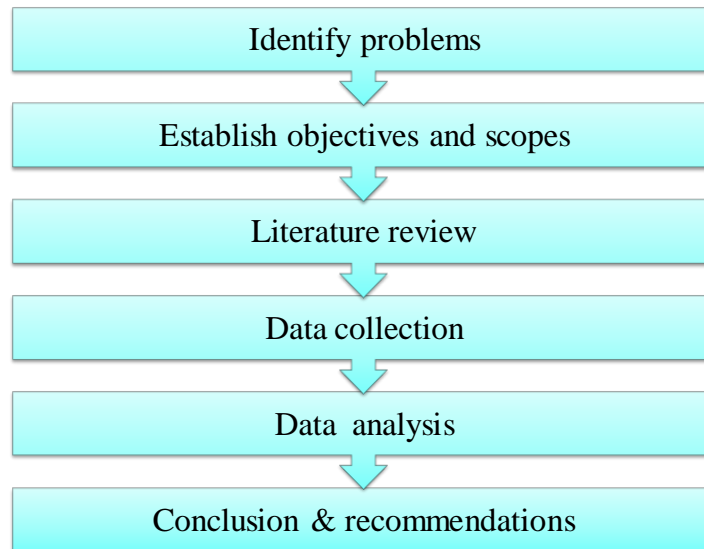 Identify problems
Establish objectives and scopes
Literature review
Data collection
Data analysis
Conclusion & recommendations